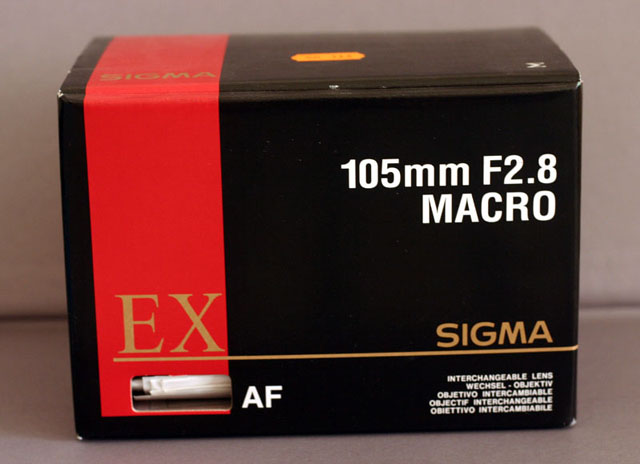 SIGMA
105mm F2.8
MACRO
EX
SIGMA
AF
INTERCHANGEABLE LENS
WECHSEL - OBJEKTIV
OBJETIVO INTERCAMBIABLE
OBJECTIF INTERCHANGEABLE
OBIETTIVO INTERCAMBIABILE